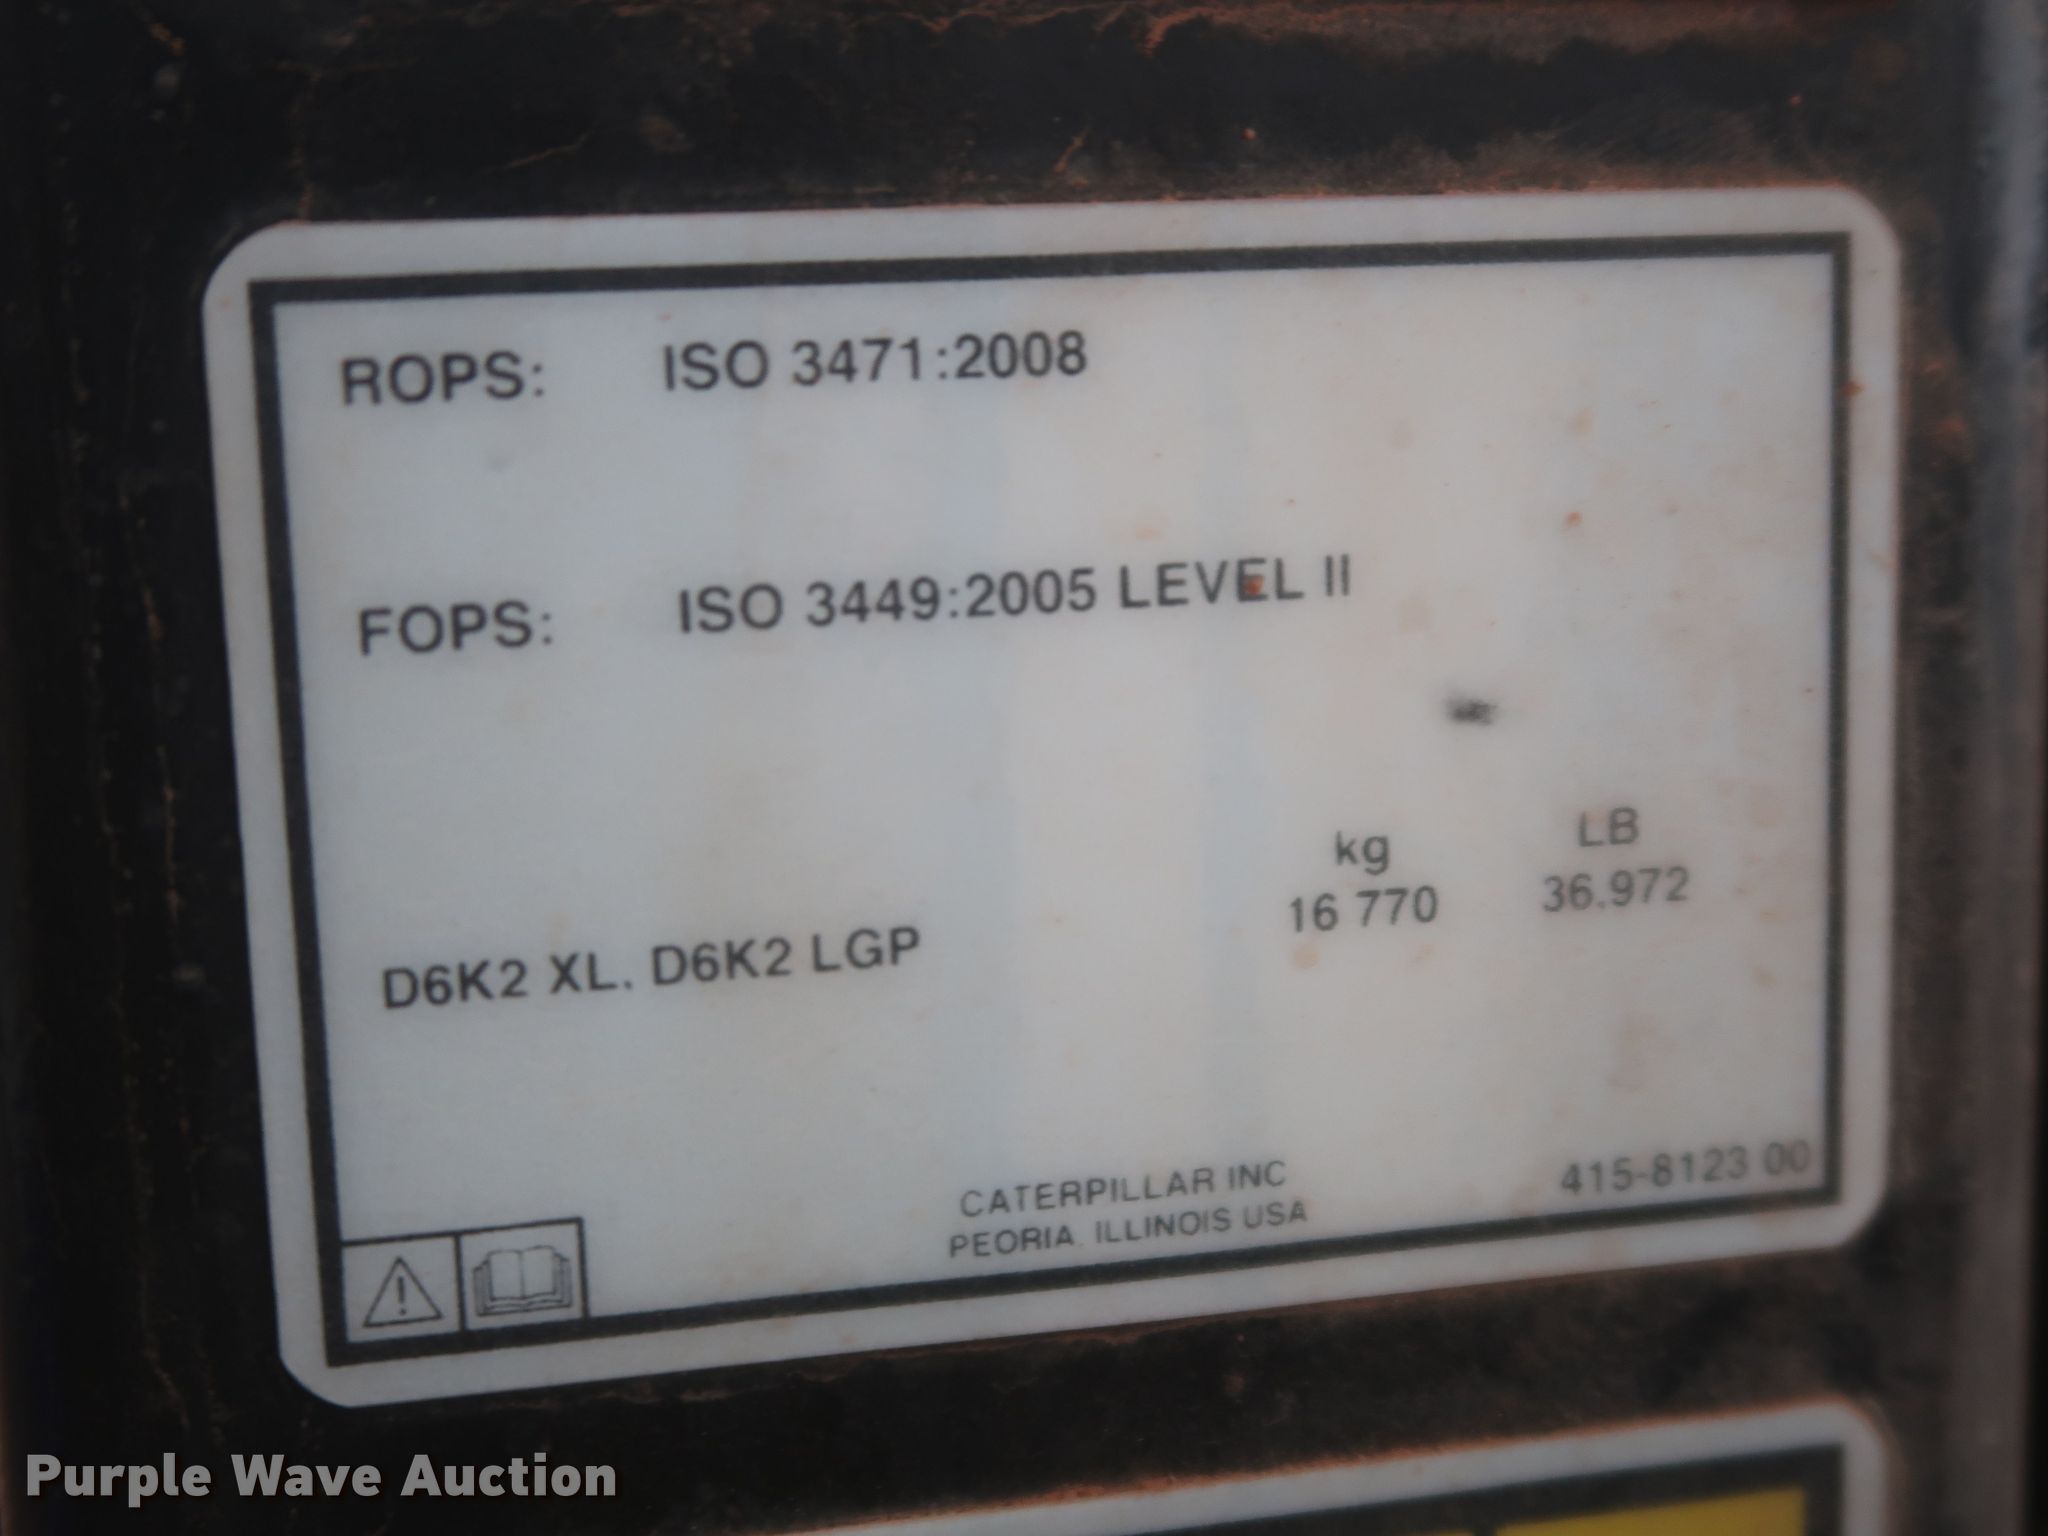 ROPS: ISO 3471:2008
FOPS: ISO 3449:2005 LEVEL II
kg LB
16 770 36,972
D6K2 XL, D6K2 LGP
CATERPILLAR INC
PEORIA, ILLINOIS USA
415-8123 00
Purple Wave Auction